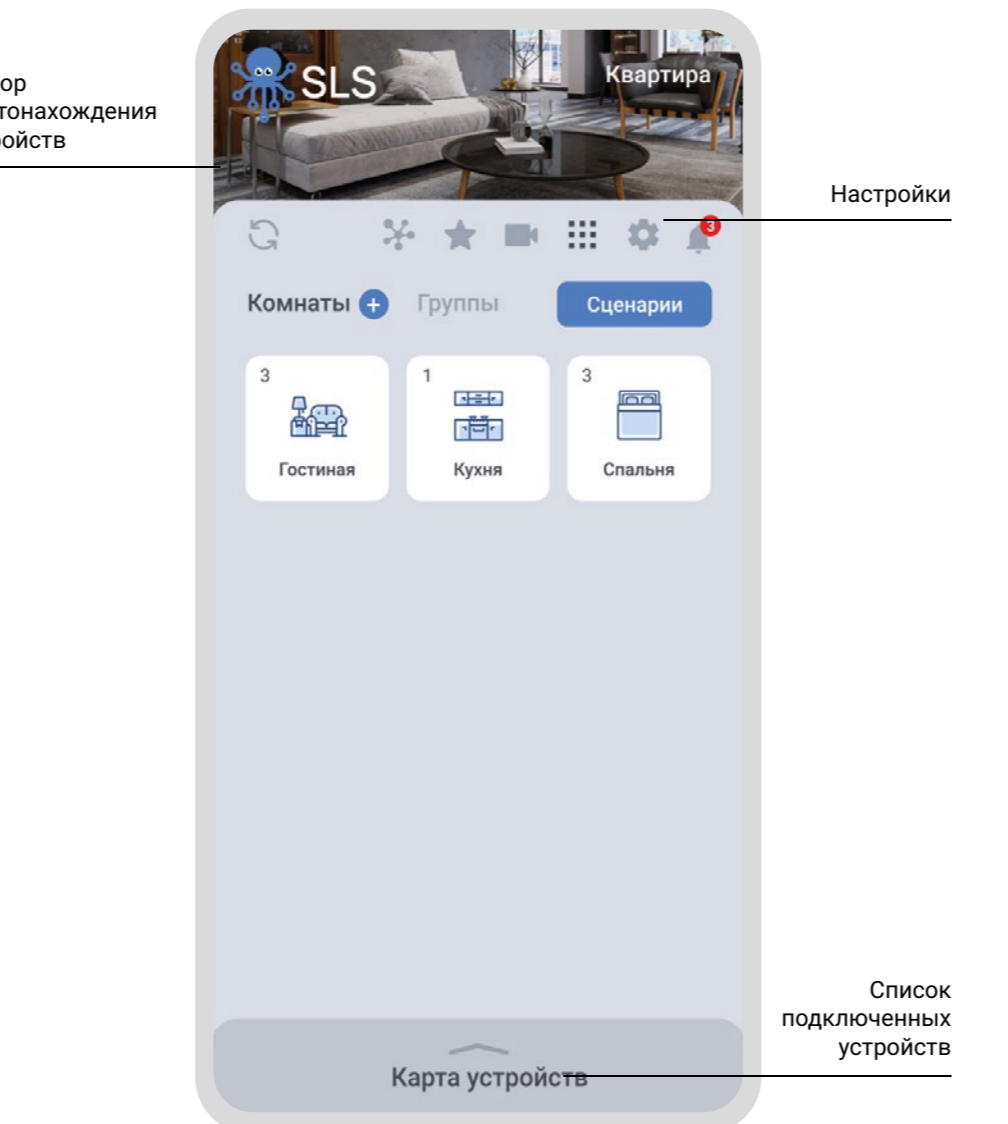 SLS
Квартира
ор
тонахождения
ойств
Настройки
3
Комнаты +
Группы
Сценарии
3
1
3
Гостиная
Кухня
Спальня
Список
подключенных
устройств
Карта устройств